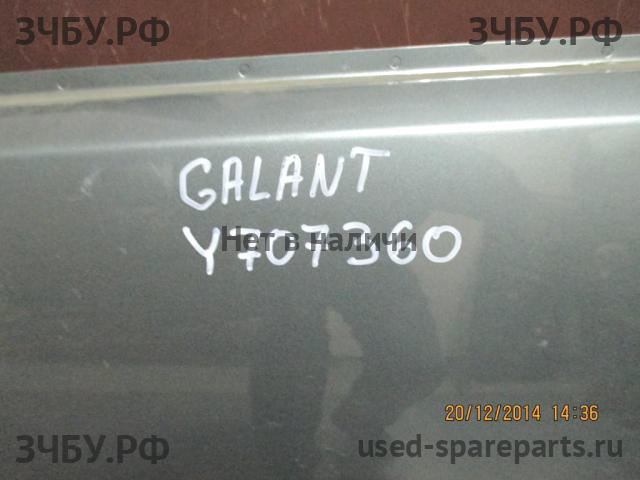 ЗЧБУ.РФ ЗЧБУ.РФ
GALANT
Y707360
Нет в наличи
20/12/2014 14:36
ЗЧБУ.РФ used-spareparts.ru